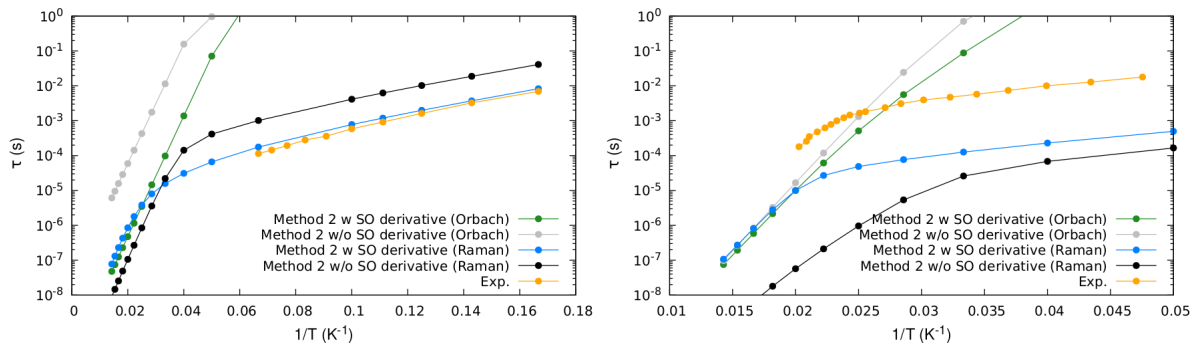 10^0
10^-1
10^-2
10^-3
10^-4
10^-5
10^-6
10^-7
10^-8
τ (s)
0 0.02 0.04 0.06 0.08 0.1 0.12 0.14 0.16 0.18
1/T (K^-1)
Method 2 w SO derivative (Orbach)
Method 2 w/o SO derivative (Orbach)
Method 2 w SO derivative (Raman)
Method 2 w/o SO derivative (Raman)
Exp.
10^0
10^-1
10^-2
10^-3
10^-4
10^-5
10^-6
10^-7
10^-8
τ (s)
0.01 0.015 0.02 0.025 0.03 0.035 0.04 0.045 0.05
1/T (K^-1)
Method 2 w SO derivative (Orbach)
Method 2 w/o SO derivative (Orbach)
Method 2 w SO derivative (Raman)
Method 2 w/o SO derivative (Raman)
Exp.